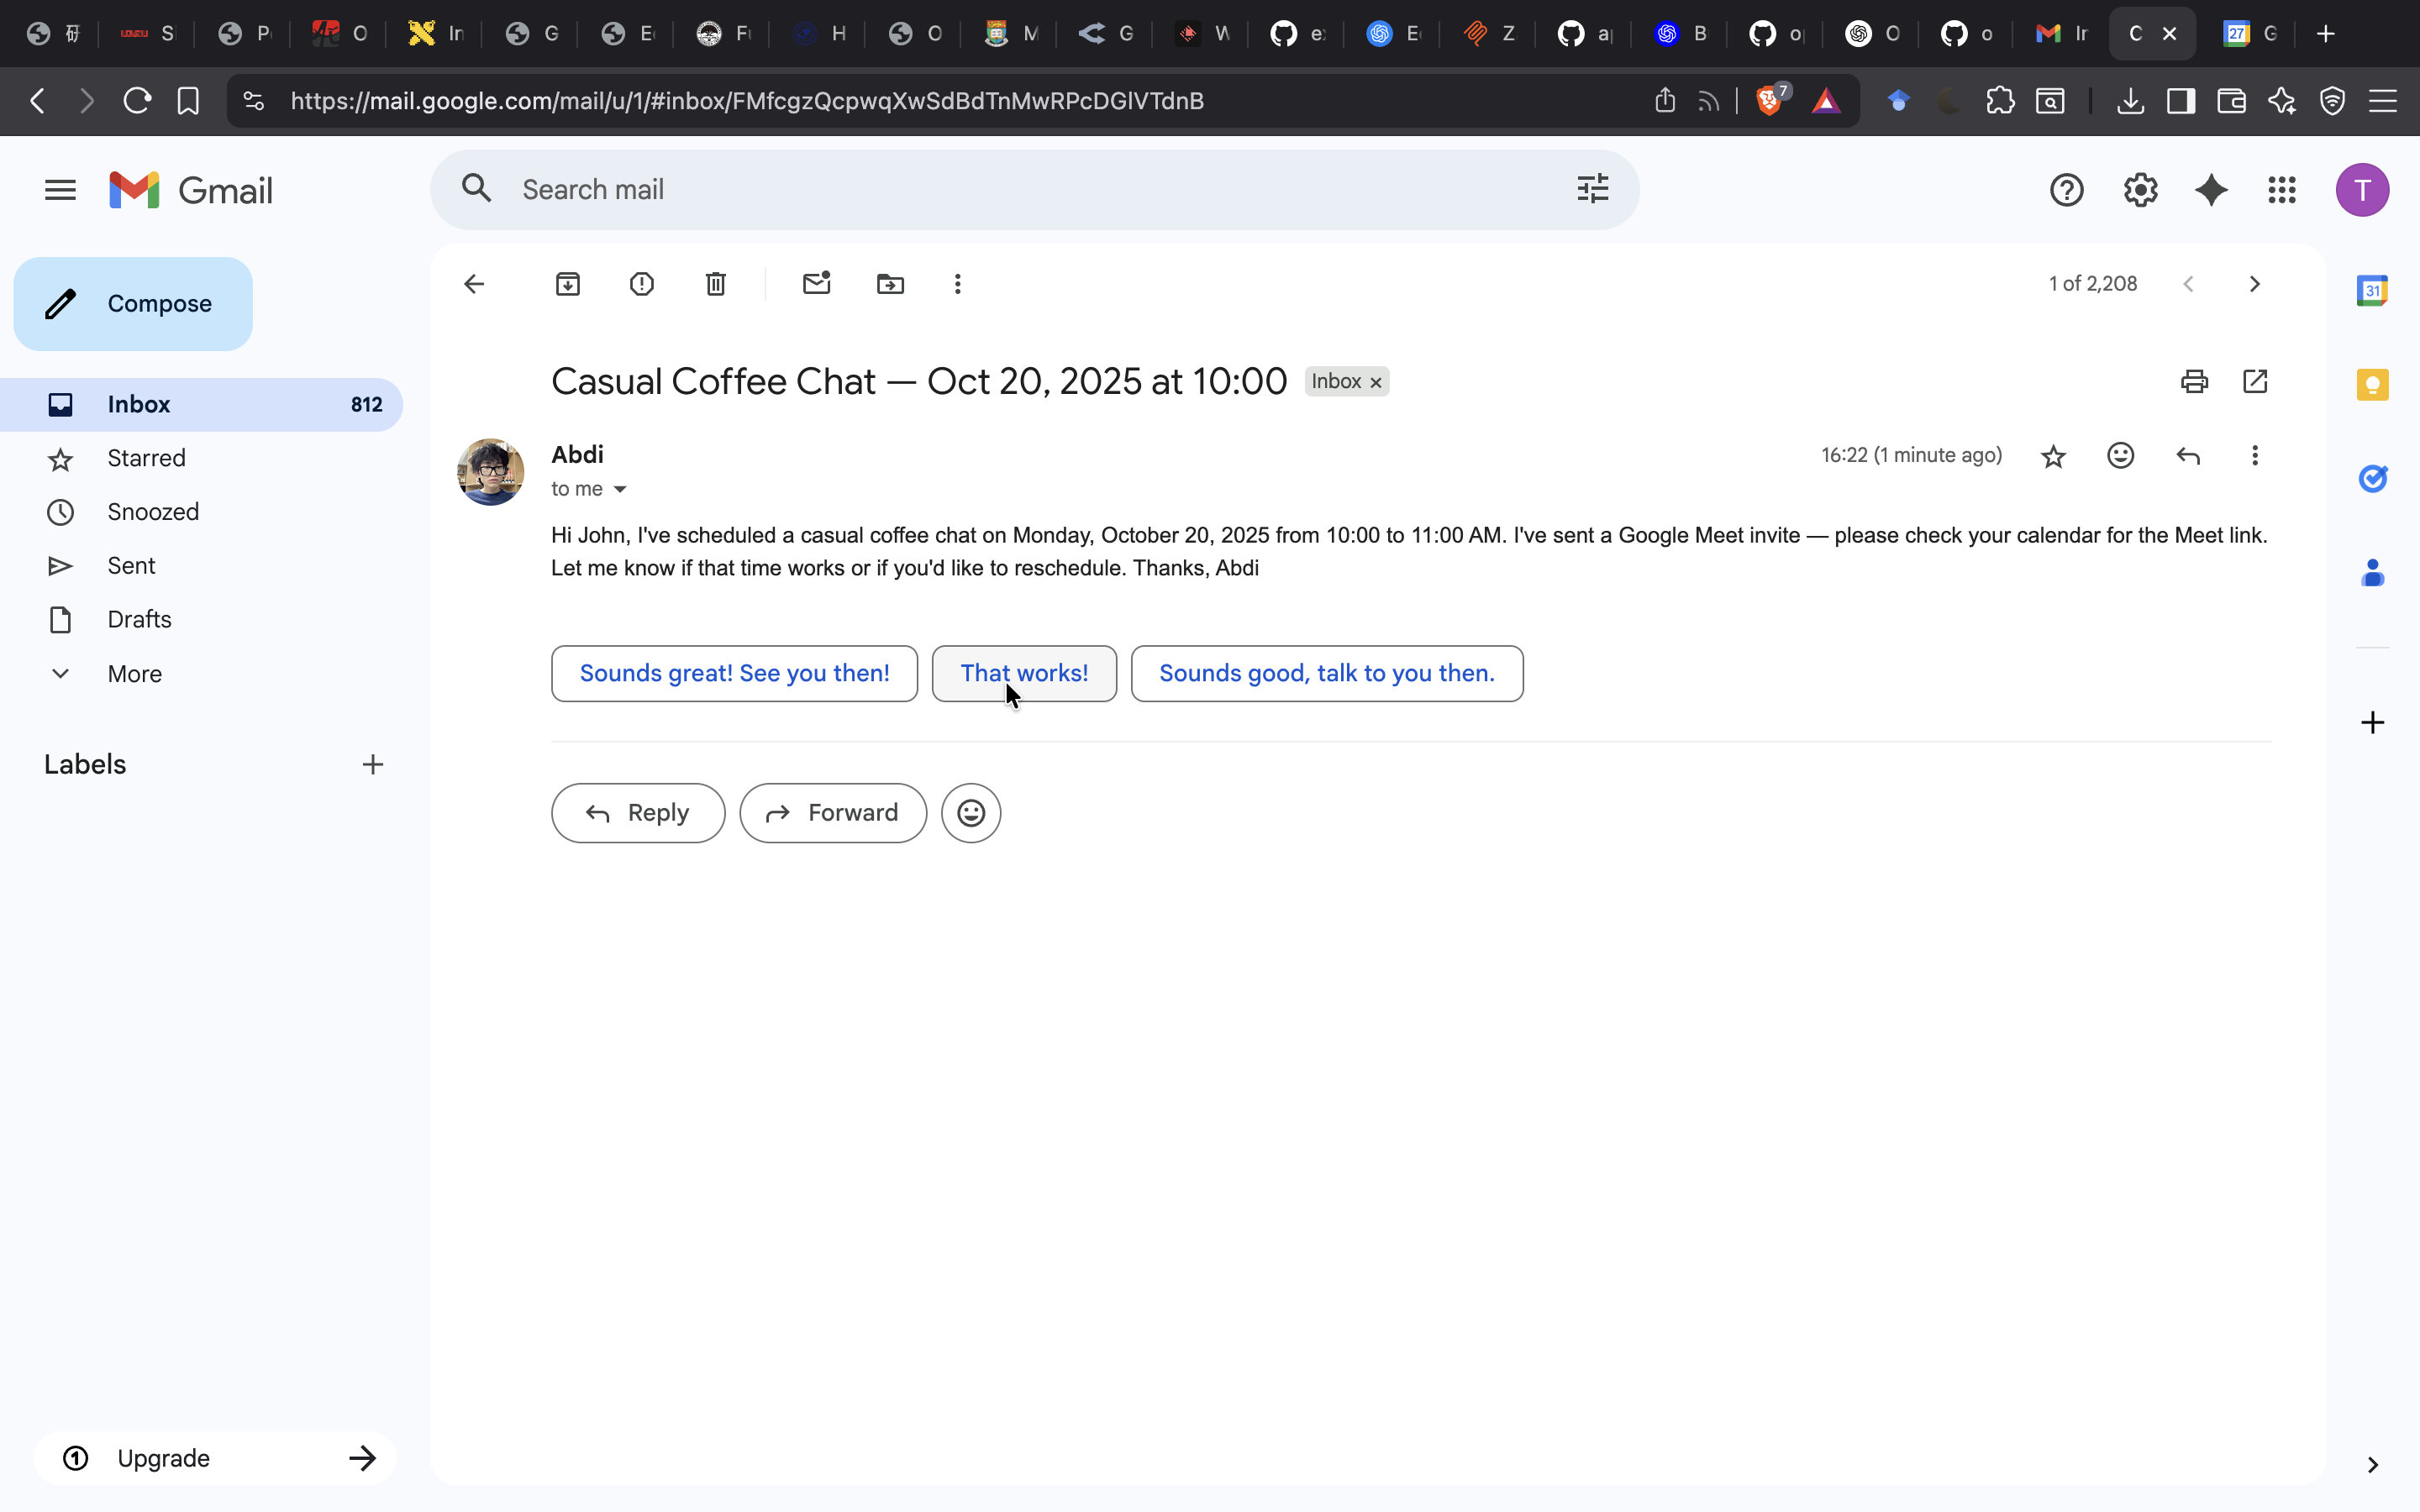 研
S
P
O
In
G
E
F
H
O
M
G
W
e
E
Z
a
B
o
O
o
Ir
C
27
G
https://mail.google.com/mail/u/1/#inbox/FMfcgzQcpwqXwSdBdTnMwRPcDGlVTdnB
7
Gmail
Search mail
T
Compose
1 of 2,208
31
Casual Coffee Chat — Oct 20, 2025 at 10:00 Inbox ×
Inbox 812
Abdi
16:22 (1 minute ago)
Starred
to me
Snoozed
Hi John, I've scheduled a casual coffee chat on Monday, October 20, 2025 from 10:00 to 11:00 AM. I've sent a Google Meet invite — please check your calendar for the Meet link.
Let me know if that time works or if you'd like to reschedule. Thanks, Abdi
Sent
Drafts
More
Sounds great! See you then!
That works!
Sounds good, talk to you then.
Labels
Reply
Forward
1 Upgrade